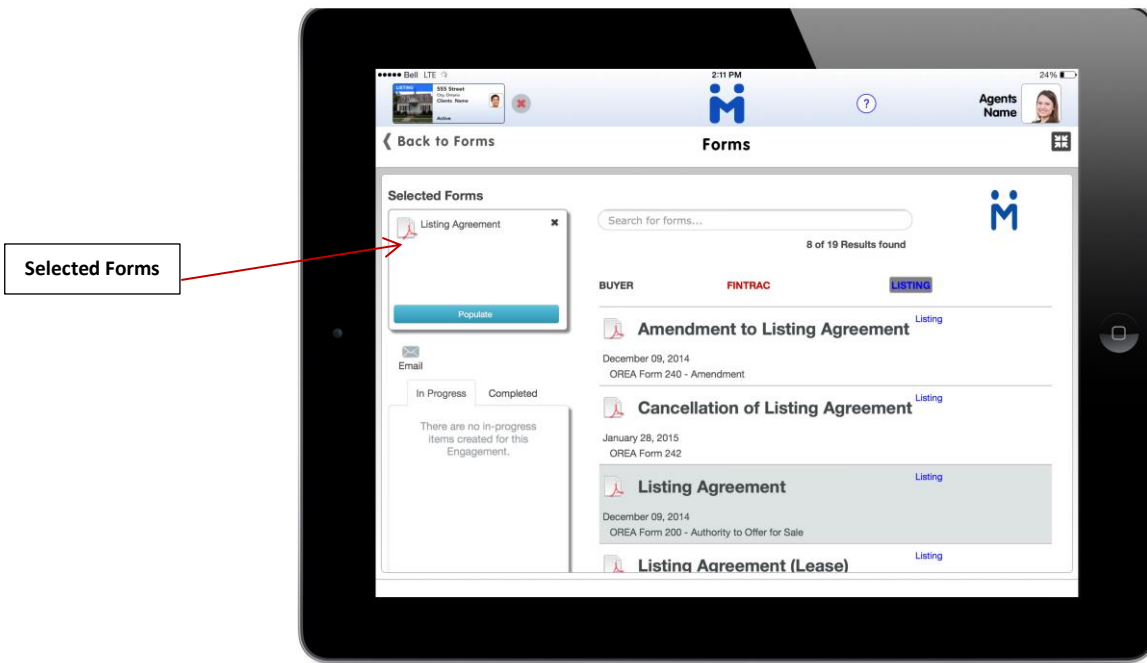 Bell LTE
2:11 PM
24%
LISTING
555 Street
City, Ontario
Clients Name
Active
?
Agents
Name
Back to Forms
Forms
Selected Forms
Listing Agreement
Populate
Email
In Progress
Completed
There are no in-progress
items created for this
Engagement.
Search for forms...
8 of 19 Results found
BUYER
FINTRAC
LISTING
Amendment to Listing Agreement
Listing
December 09, 2014
OREA Form 240 - Amendment
Cancellation of Listing Agreement
Listing
January 28, 2015
OREA Form 242
Listing Agreement
Listing
December 09, 2014
OREA Form 200 - Authority to Offer for Sale
Listing Agreement (Lease)
Listing
Selected Forms